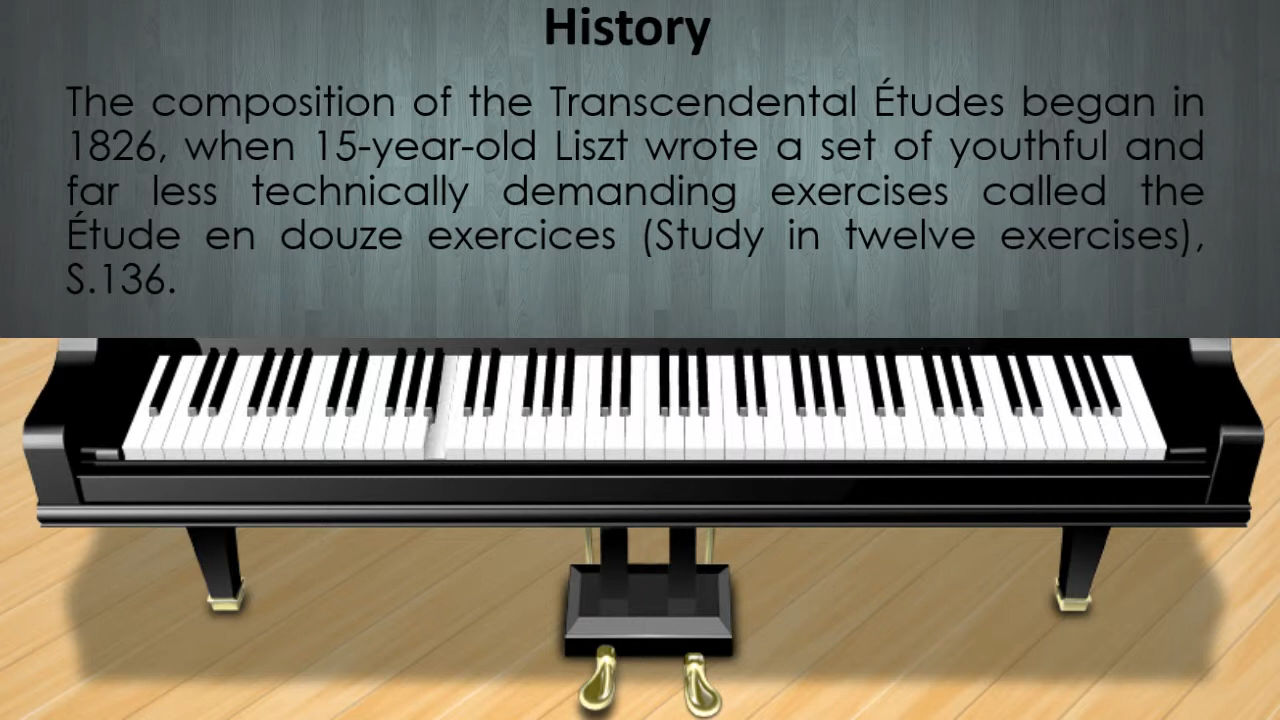 History
The composition of the Transcendental Études began in
1826, when 15-year-old Liszt wrote a set of youthful and
far less technically demanding exercises called the
Étude en douze exercices (Study in twelve exercises),
S.136.